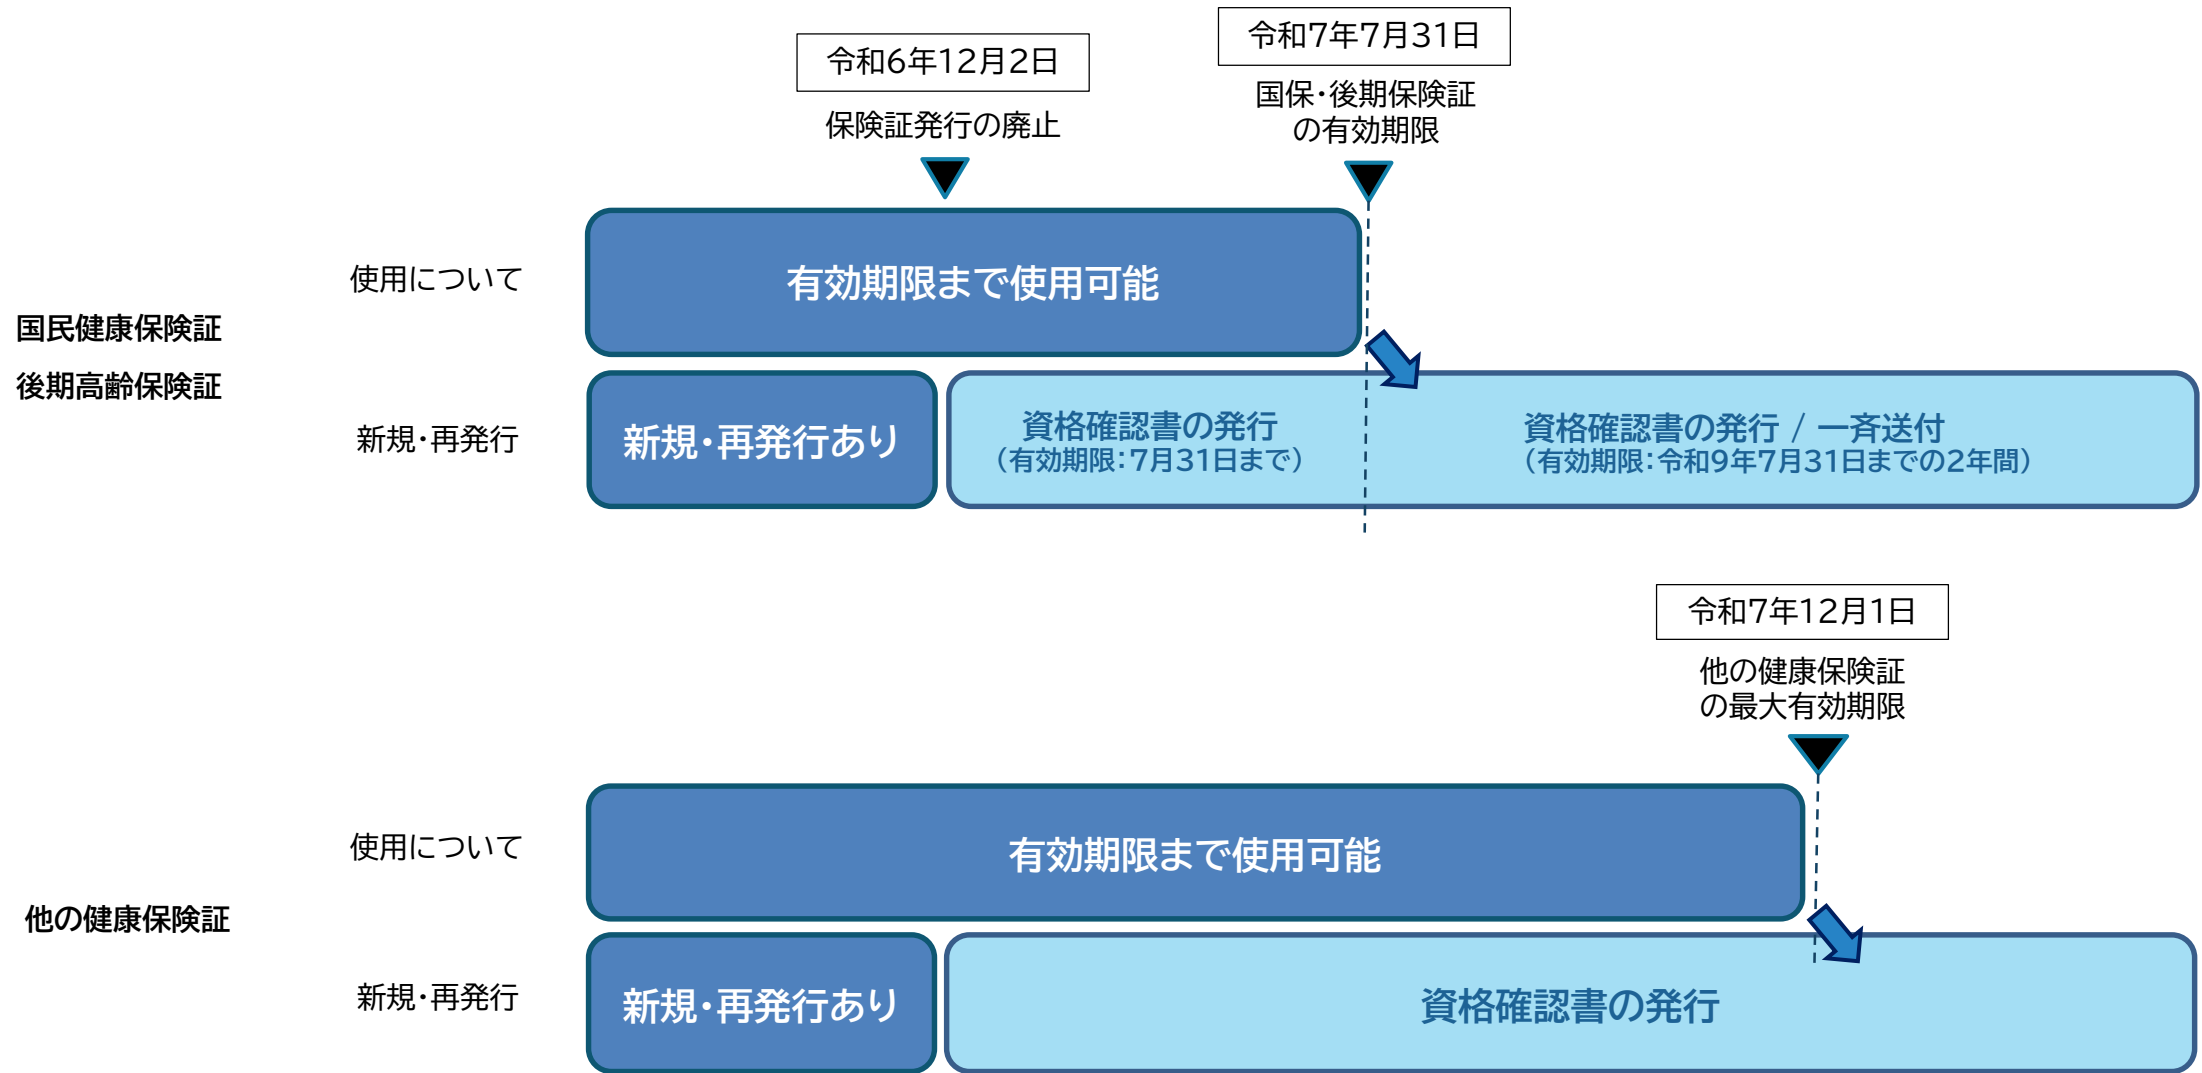 令和6年12月2日
保険証発行の廃止
令和7年7月31日
国保・後期保険証
の有効期限
国民健康保険証
後期高齢保険証
使用について
有効期限まで使用可能
新規・再発行
新規・再発行あり
資格確認書の発行
（有効期限：7月31日まで）
資格確認書の発行 / 一斉送付
（有効期限：令和9年7月31日までの2年間）
令和7年12月1日
他の健康保険証
の最大有効期限
他の健康保険証
使用について
有効期限まで使用可能
新規・再発行
新規・再発行あり
資格確認書の発行